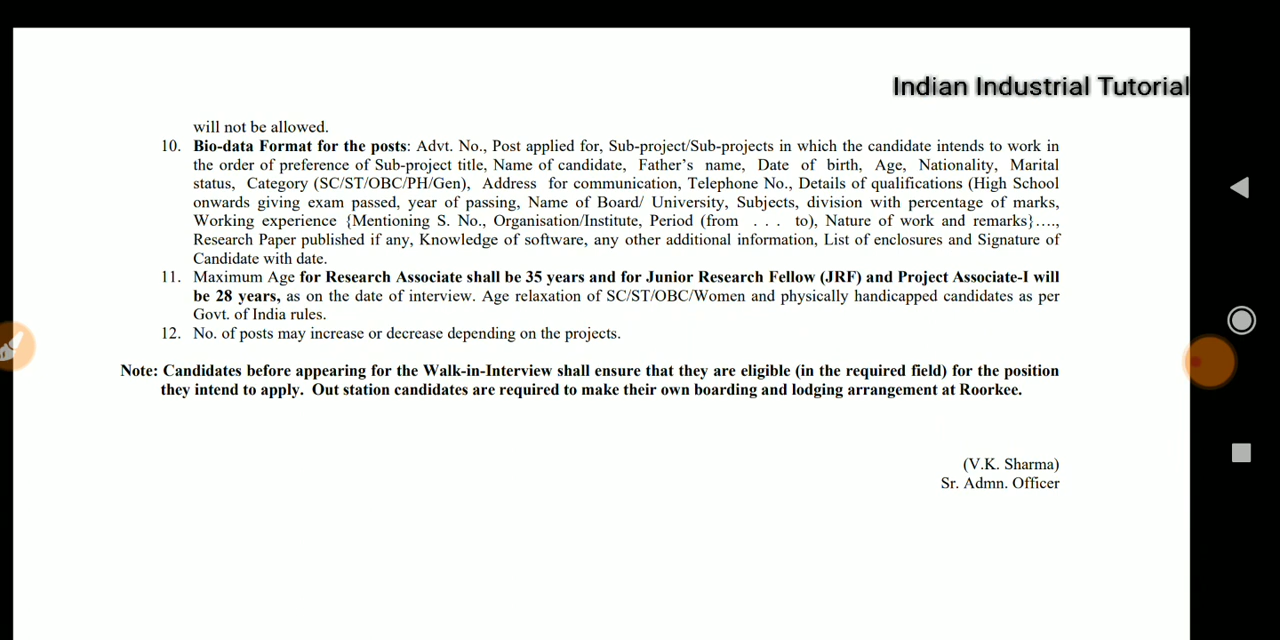 Indian Industrial Tutorial
will not be allowed.
10. Bio-data Format for the posts: Advt. No., Post applied for, Sub-project/Sub-projects in which the candidate intends to work in
the order of preference of Sub-project title, Name of candidate, Father's name, Date of birth, Age, Nationality, Marital
status, Category (SC/ST/OBC/PH/Gen), Address for communication, Telephone No., Details of qualifications (High School
onwards giving exam passed, year of passing, Name of Board/ University, Subjects, division with percentage of marks,
Working experience {Mentioning S. No., Organisation/Institute, Period (from . . . to), Nature of work and remarks}….,
Research Paper published if any, Knowledge of software, any other additional information, List of enclosures and Signature of
Candidate with date.
11. Maximum Age for Research Associate shall be 35 years and for Junior Research Fellow (JRF) and Project Associate-I will
be 28 years, as on the date of interview. Age relaxation of SC/ST/OBC/Women and physically handicapped candidates as per
Govt. of India rules.
12. No. of posts may increase or decrease depending on the projects.
Note: Candidates before appearing for the Walk-in-Interview shall ensure that they are eligible (in the required field) for the position
they intend to apply. Out station candidates are required to make their own boarding and lodging arrangement at Roorkee.
(V.K. Sharma)
Sr. Admn. Officer